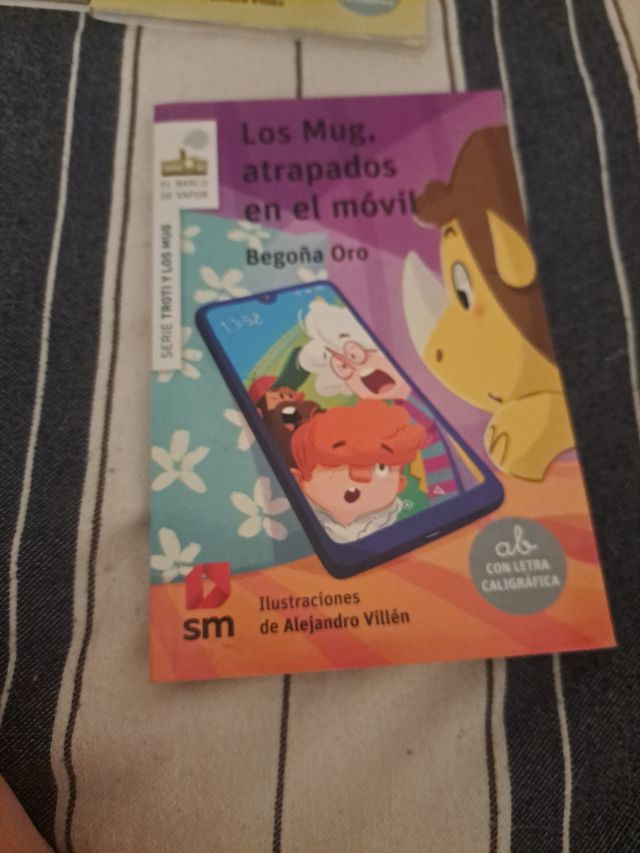 Los Mug,
atrapados
en el móvil
Begoña Oro
EL BARCO
DE VAPOR
SERIE TROTI Y LOS MUG
11:52
ab
CON LETRA
CALIGRÁFICA
sm
Ilustraciones
de Alejandro Villén